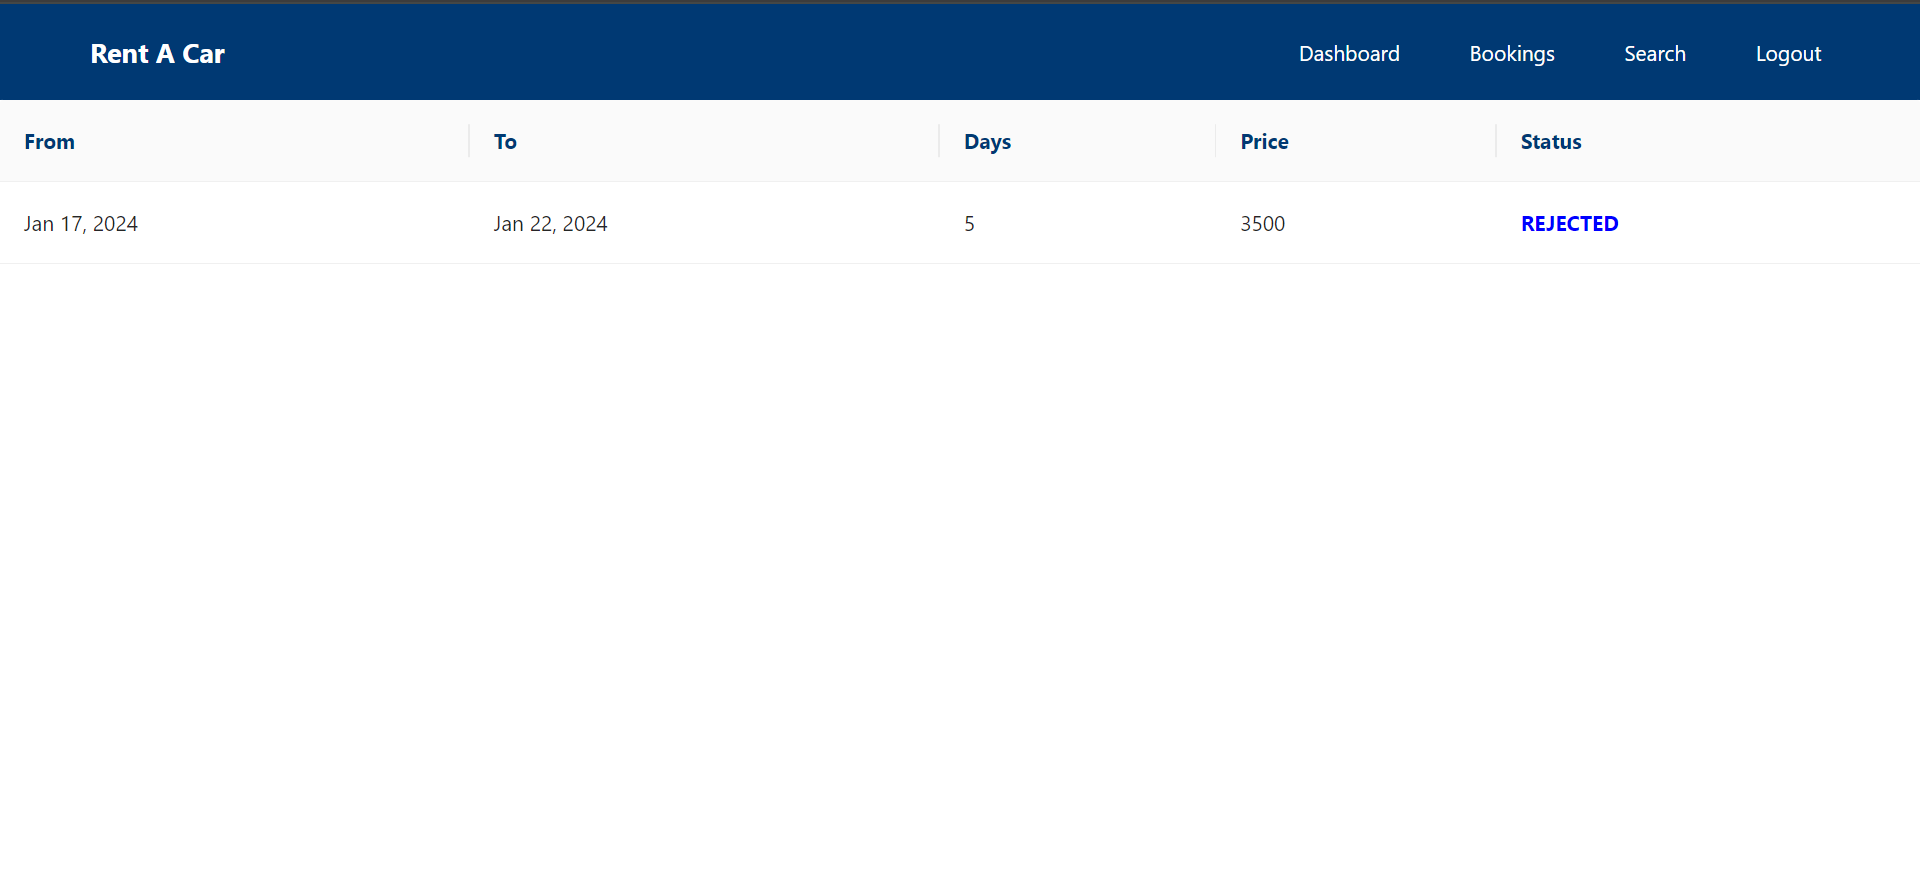 Rent A Car Dashboard Bookings Search Logout
From To Days Price Status
Jan 17, 2024 Jan 22, 2024 5 3500 REJECTED